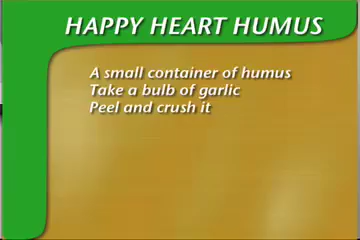 HAPPY HEART HUMUS
A small container of humus
Take a bulb of garlic
Peel and crush it